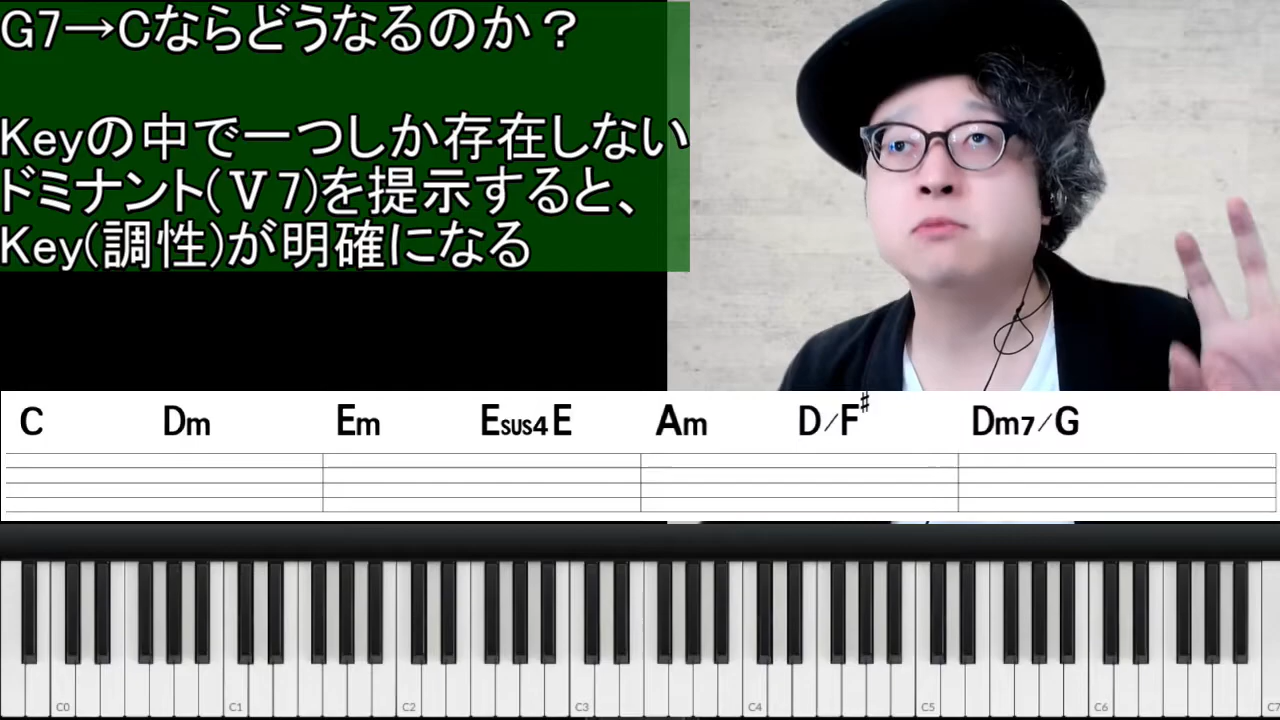 G7→Cならどうなるのか？
Keyの中で一つしか存在しない
ドミナント(Ⅴ7)を提示すると、
Key(調性)が明確になる
C Dm Em Esus4 E Am D/F♯ Dm7/G
C0 C1 C2 C3 C4 C5 C6 C7